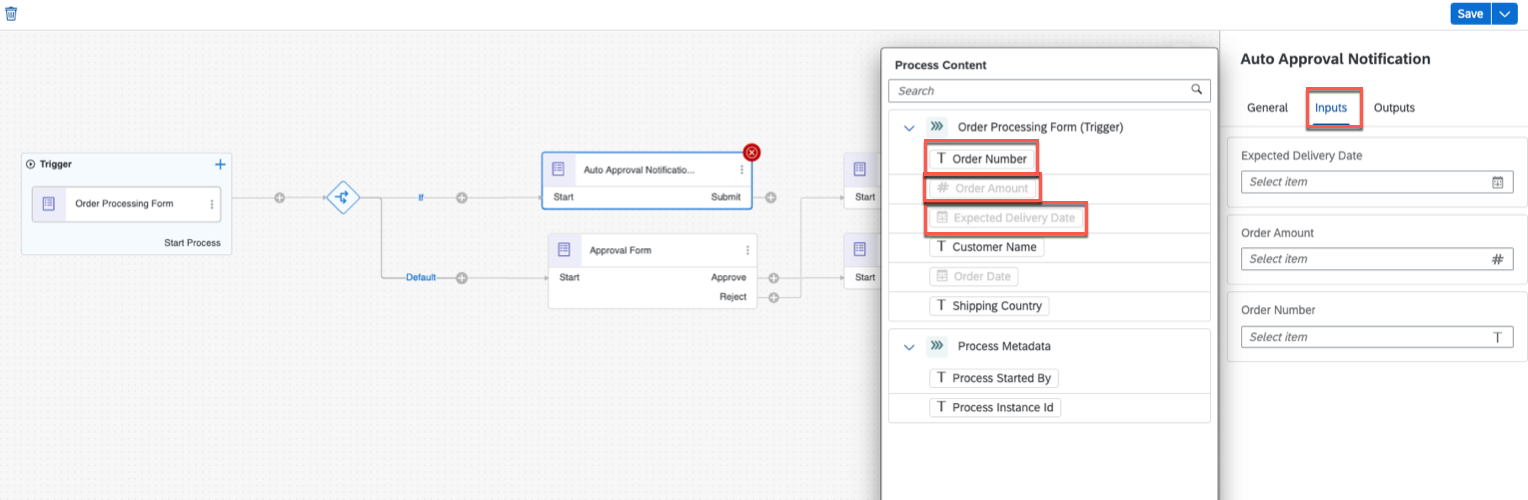 Save
Trigger
Order Processing Form
Start Process
If
Default
Auto Approval Notificatio...
Start
Submit
Approval Form
Start
Approve
Reject
Start
Start
Process Content
Search
Order Processing Form (Trigger)
T Order Number
# Order Amount
Expected Delivery Date
T Customer Name
Order Date
T Shipping Country
Process Metadata
T Process Started By
T Process Instance Id
Auto Approval Notification
General Inputs Outputs
Expected Delivery Date
Select item
Order Amount
Select item #
Order Number
Select item T